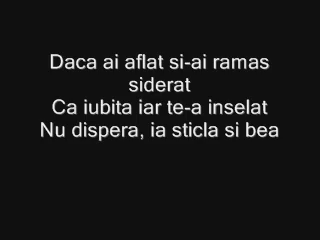 Daca ai aflat si-ai ramas
siderat
Ca iubita iar te-a inselat
Nu dispera, ia sticla si bea